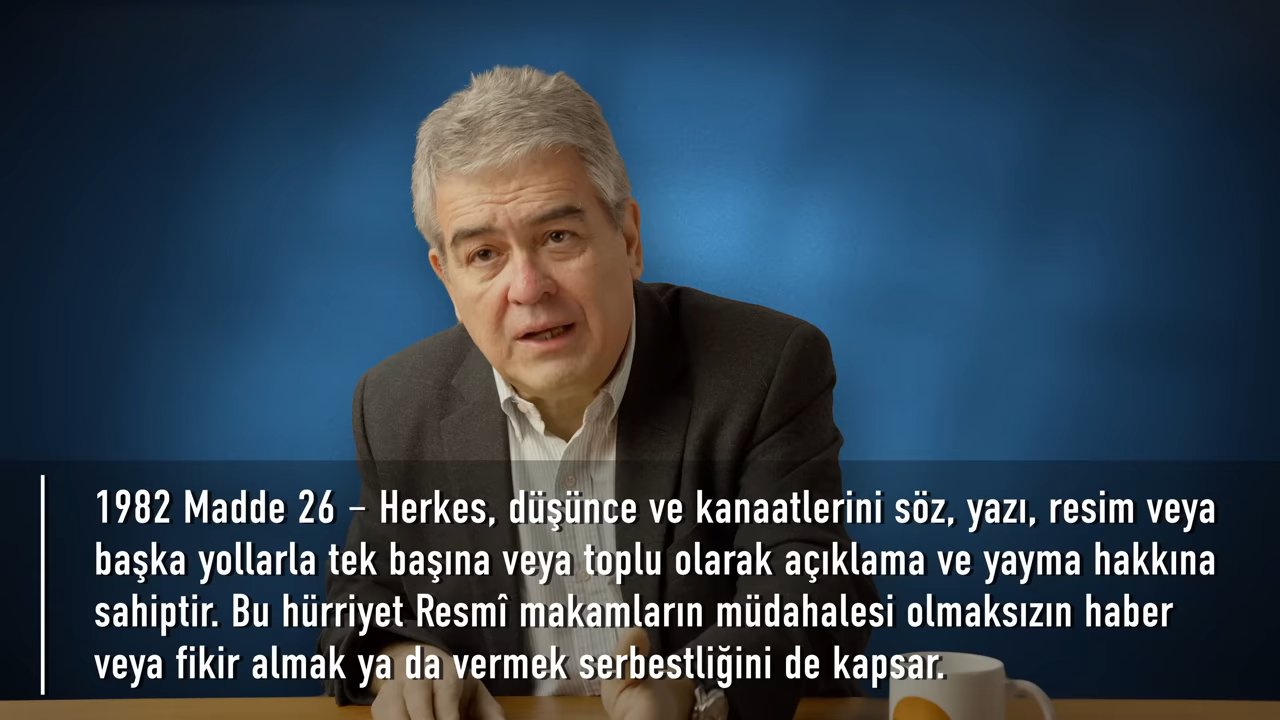 1982 Madde 26 – Herkes, düşünce ve kanaatlerini söz, yazı, resim veya
başka yollarla tek başına veya toplu olarak açıklama ve yayma hakkına
sahiptir. Bu hürriyet Resmî makamların müdahalesi olmaksızın haber
veya fikir almak ya da vermek serbestliğini de kapsar.